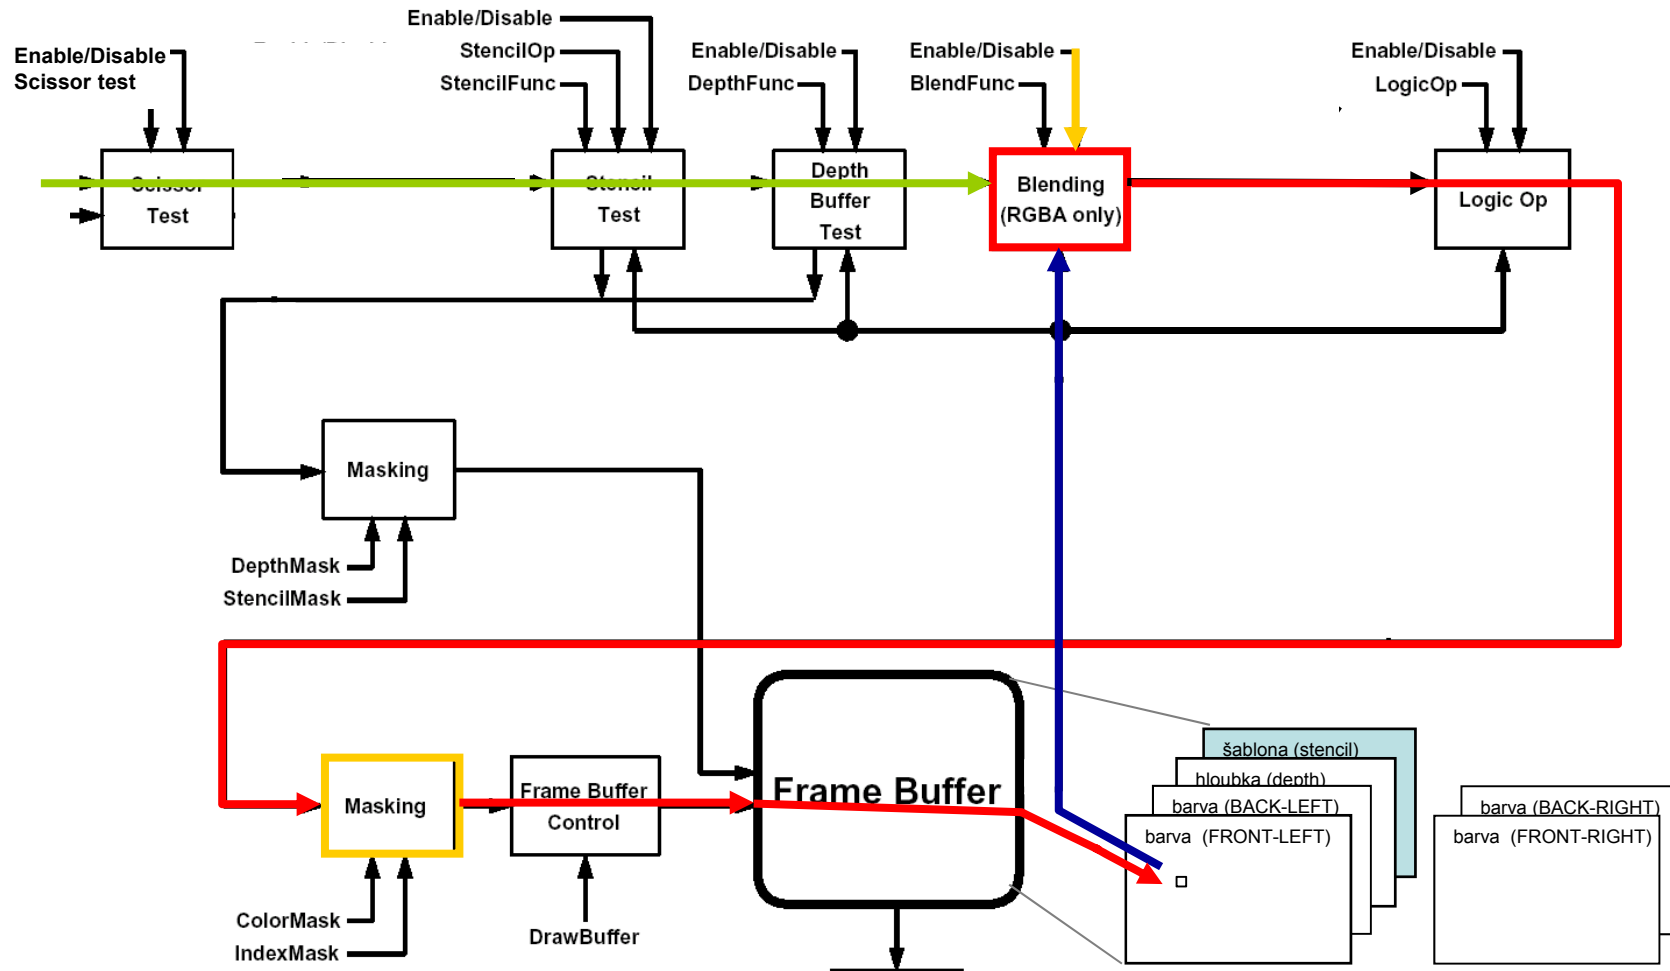 Enable/Disable
Enable/Disable
Scissor test
StencilOp
StencilFunc
Enable/Disable
DepthFunc
Enable/Disable
BlendFunc
Enable/Disable
LogicOp
Scissor
Test
Stencil
Test
Depth
Buffer
Test
Blending
(RGBA only)
Logic Op
Masking
DepthMask
StencilMask
Masking
Frame Buffer
Control
Frame Buffer
ColorMask
IndexMask
DrawBuffer
šablona (stencil)
hloubka (depth)
barva (BACK-LEFT)
barva (FRONT-LEFT)
barva (BACK-RIGHT)
barva (FRONT-RIGHT)